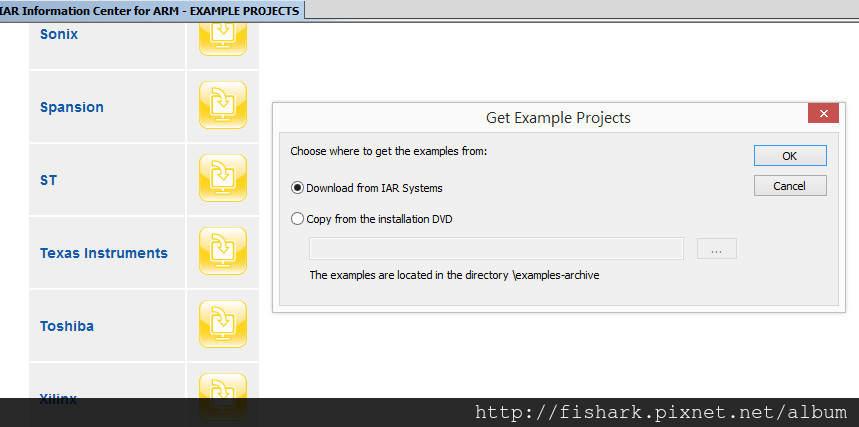 IAR Information Center for ARM - EXAMPLE PROJECTS
Sonix
Spansion
ST
Texas Instruments
Toshiba
Xilinx
Get Example Projects
Choose where to get the examples from:
OK
Download from IAR Systems
Cancel
Copy from the installation DVD
...
The examples are located in the directory \examples-archive
http://fishark.pixnet.net/album